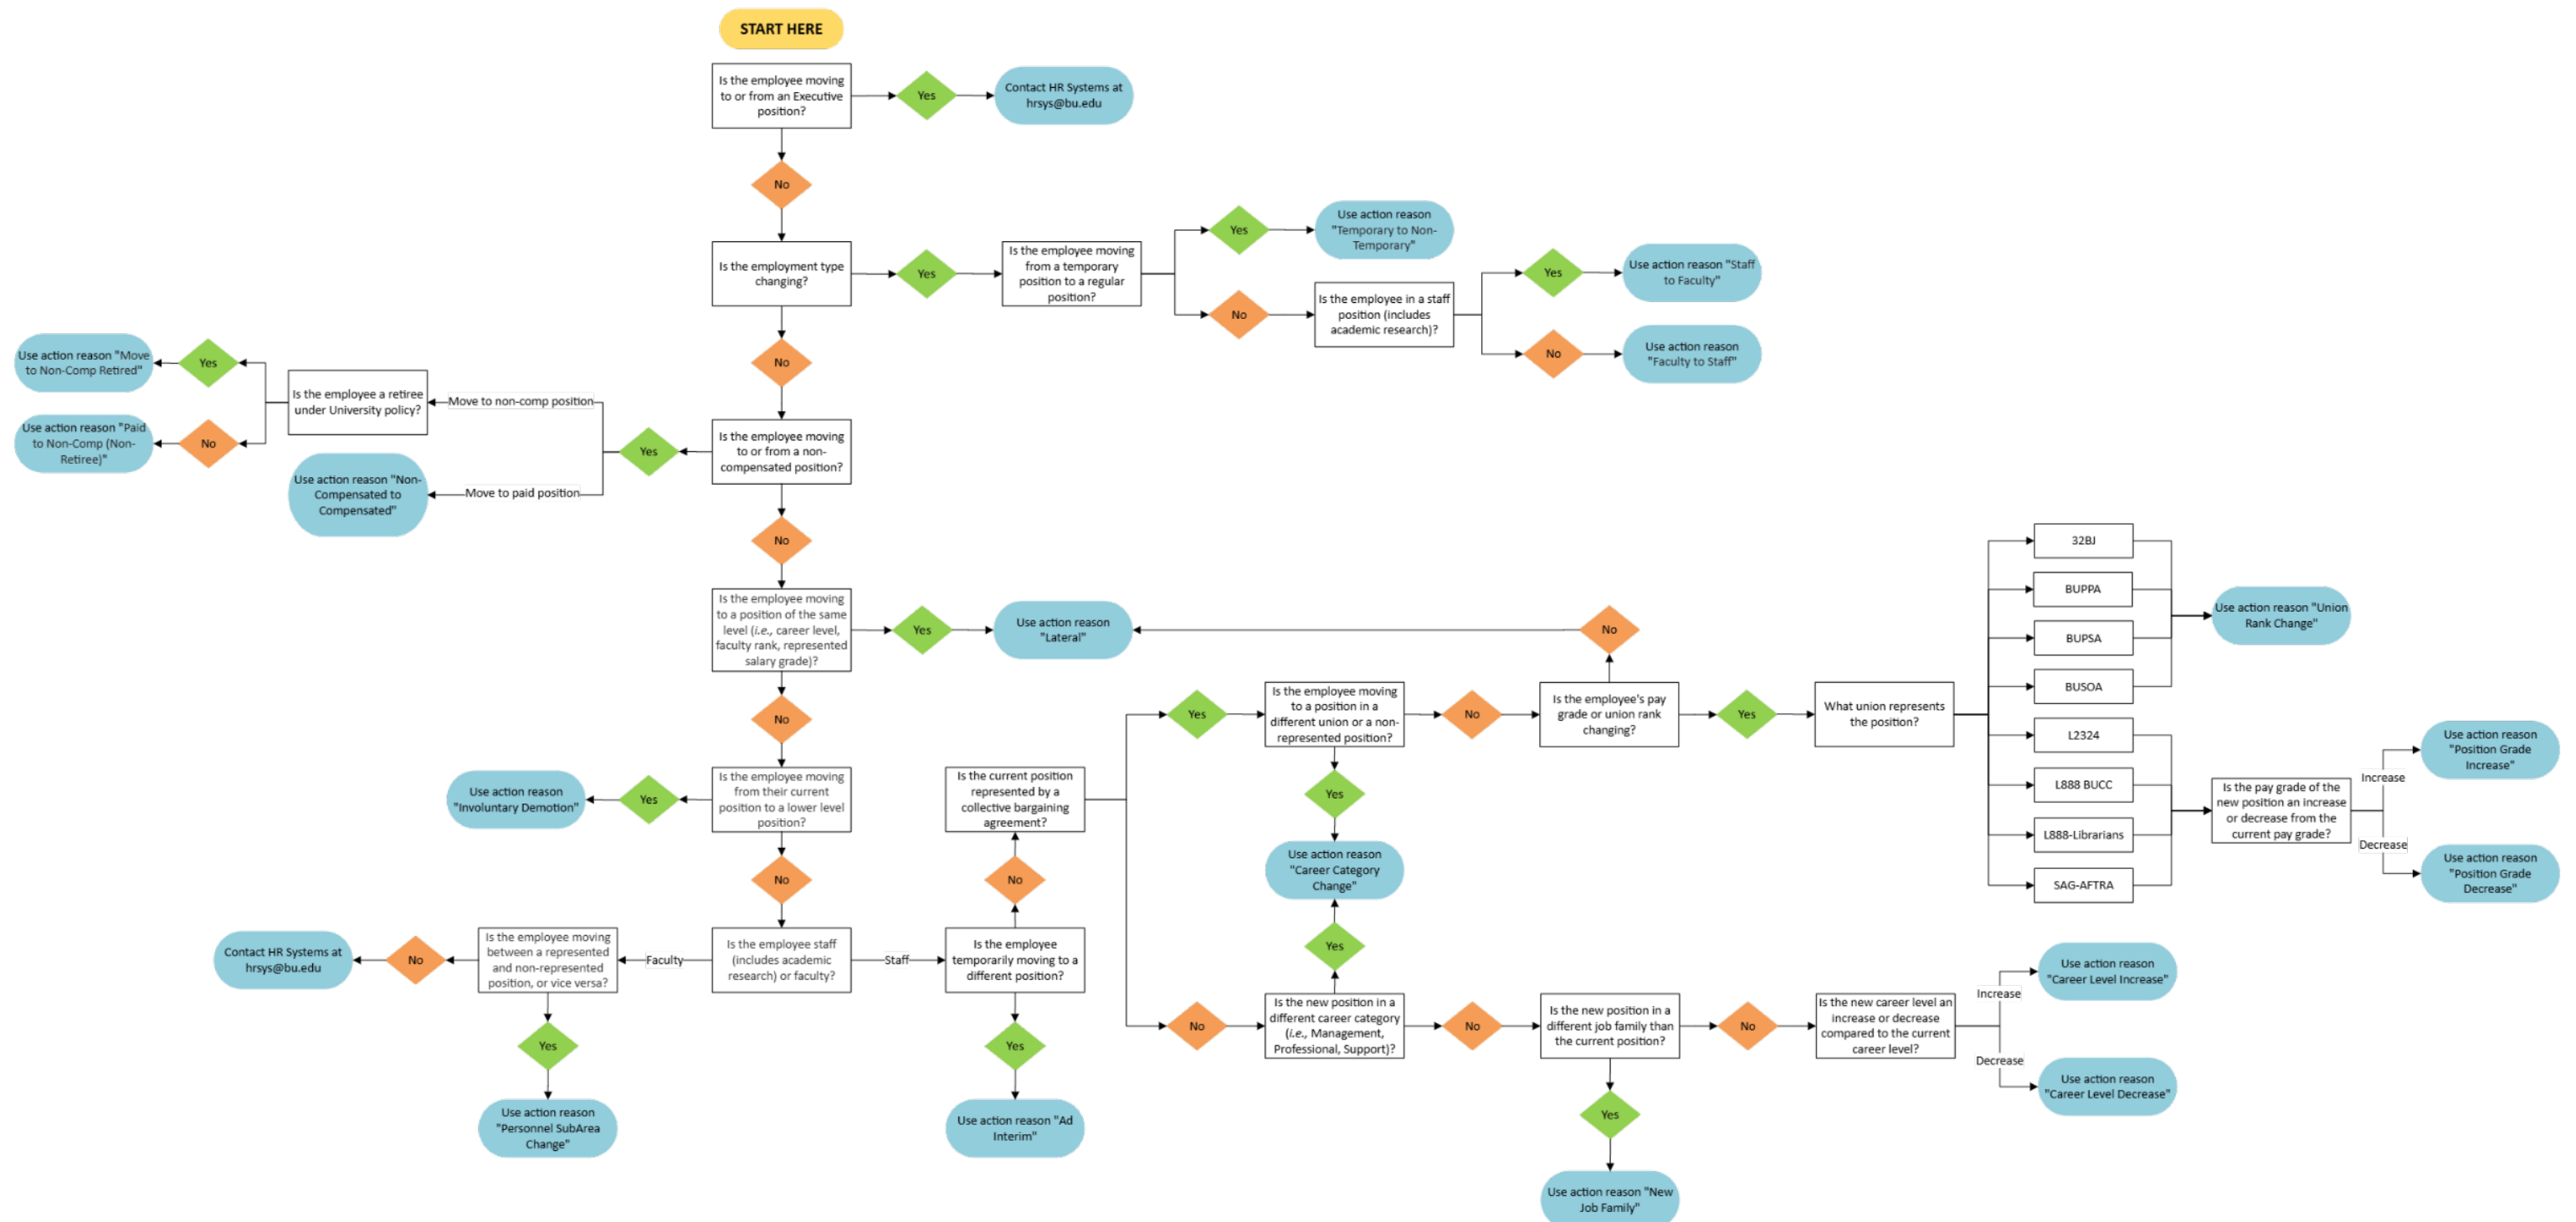 START HERE
Is the employee moving
to or from an Executive
position?
Yes
Contact HR Systems at
hrsys@bu.edu
No
Is the employment type
changing?
Yes
Is the employee moving
from a temporary
position to a regular
position?
Yes
Use action reason
"Temporary to Non-
Temporary"
No
Is the employee in a staff
position (includes
academic research)?
Yes
Use action reason "Staff
to Faculty"
No
Use action reason
"Faculty to Staff"
No
Is the employee moving
to or from a non-
compensated position?
Yes
Move to non-comp position
Is the employee a retiree
under University policy?
Yes
Use action reason "Move
to Non-Comp Retired"
No
Use action reason "Paid
to Non-Comp (Non-
Retiree)"
Move to paid position
Use action reason "Non-
Compensated to
Compensated"
No
Is the employee moving
to a position of the same
level (i.e., career level,
faculty rank, represented
salary grade)?
Yes
Use action reason
"Lateral"
No
Is the employee moving
from their current
position to a lower level
position?
Yes
Use action reason
"Involuntary Demotion"
No
Is the employee staff
(includes academic
research) or faculty?
Faculty
Is the employee moving
between a represented
and non-represented
position, or vice versa?
No
Contact HR Systems at
hrsys@bu.edu
Yes
Use action reason
"Personnel SubArea
Change"
Staff
Is the employee
temporarily moving to a
different position?
Yes
Use action reason "Ad
Interim"
No
Is the current position
represented by a
collective bargaining
agreement?
Yes
Is the employee moving
to a position in a
different union or a non-
represented position?
Yes
Use action reason
"Career Category
Change"
No
Is the employee's pay
grade or union rank
changing?
No
Yes
What union represents
the position?
32BJ
BUPPA
BUPSA
BUSOA
Use action reason "Union
Rank Change"
L2324
L888 BUCC
L888-Librarians
SAG-AFTRA
Is the pay grade of the
new position an increase
or decrease from the
current pay grade?
Increase
Use action reason
"Position Grade
Increase"
Decrease
Use action reason
"Position Grade
Decrease"
No
Is the new position in a
different career category
(i.e., Management,
Professional, Support)?
Yes
No
Is the new position in a
different job family than
the current position?
Yes
Use action reason "New
Job Family"
No
Is the new career level an
increase or decrease
compared to the current
career level?
Increase
Use action reason
"Career Level Increase"
Decrease
Use action reason
"Career Level Decrease"